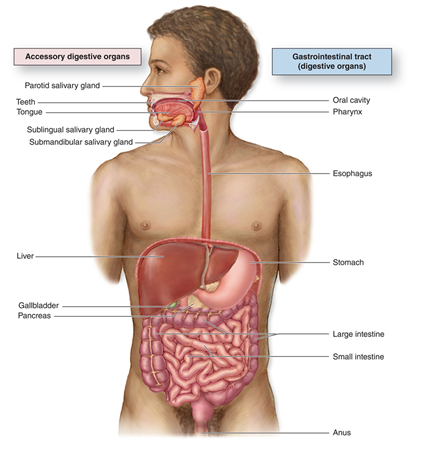 Accessory digestive organs
Gastrointestinal tract
(digestive organs)
Parotid salivary gland
Teeth
Tongue
Sublingual salivary gland
Submandibular salivary gland
Liver
Gallbladder
Pancreas
Oral cavity
Pharynx
Esophagus
Stomach
Large intestine
Small intestine
Anus